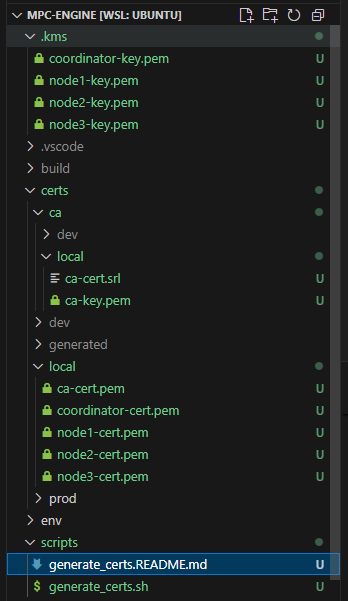 MPC-ENGINE [WSL: UBUNTU]
.kms
coordinator-key.pem U
node1-key.pem U
node2-key.pem U
node3-key.pem U
.vscode
build
certs
ca
dev
local
ca-cert.srl U
ca-key.pem U
dev
generated
local
ca-cert.pem U
coordinator-cert.pem U
node1-cert.pem U
node2-cert.pem U
node3-cert.pem U
prod
env
scripts
generate_certs.README.md U
$ generate_certs.sh U